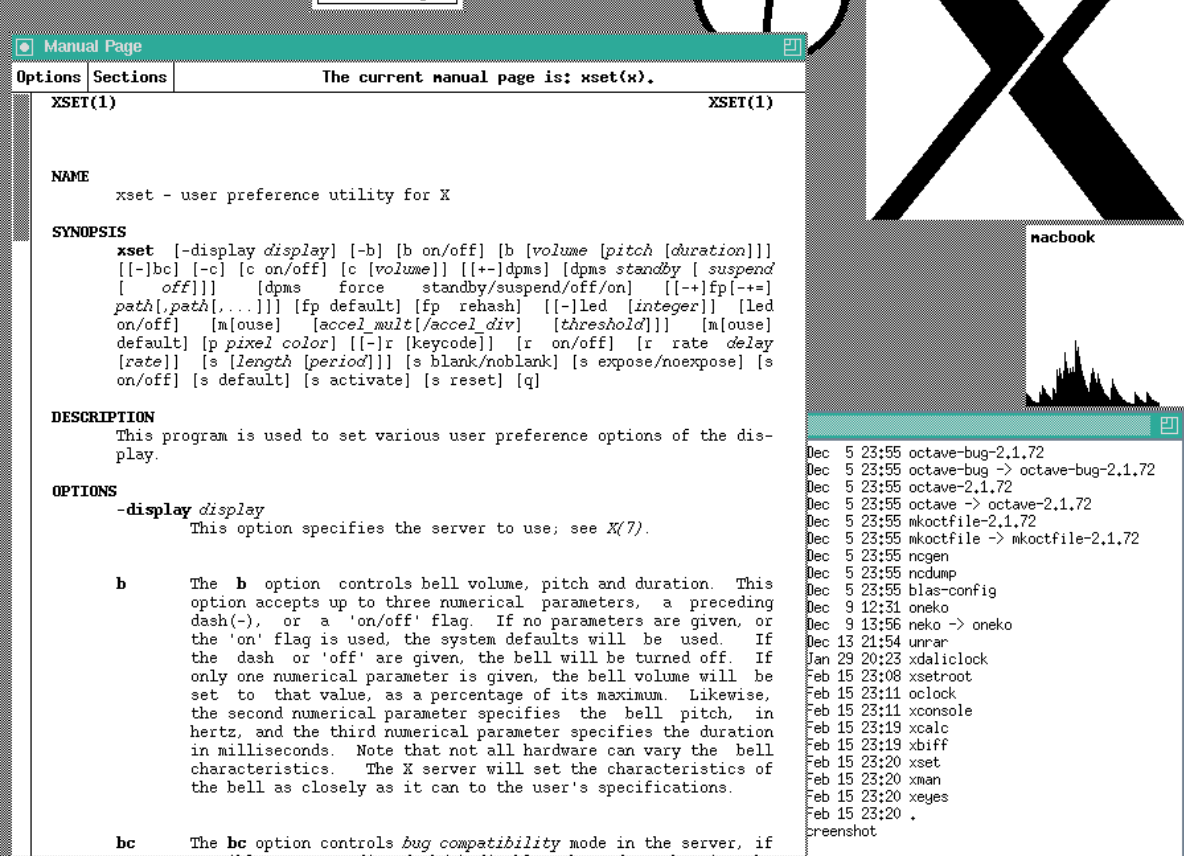 Manual Page
Options Sections The current manual page is: xset(x).
XSET(1) XSET(1)
NAME
xset - user preference utility for X
SYNOPSIS
xset [-display display] [-b] [b on/off] [b [volume [pitch [duration]]]
[[-]bc] [-c] [c on/off] [c [volume]] [[+-]dpms] [dpms standby [ suspend
[ off]]] [dpms force standby/suspend/off/on] [[-+]fp[-+=]
path[,path[,...]]] [fp default] [fp rehash] [[-]led [integer]] [led
on/off] [m[ouse] [accel_mult[/accel_div] [threshold]]] [m[ouse]
default] [p pixel color] [[-]r [keycode]] [r on/off] [r rate delay
[rate]] [s [length [period]]] [s blank/noblank] [s expose/noexpose] [s
on/off] [s default] [s activate] [s reset] [q]
DESCRIPTION
This program is used to set various user preference options of the dis-
play.
OPTIONS
-display display
This option specifies the server to use; see X(7).
b The b option controls bell volume, pitch and duration. This
option accepts up to three numerical parameters, a preceding
dash(-), or a 'on/off' flag. If no parameters are given, or
the 'on' flag is used, the system defaults will be used. If
the dash or 'off' are given, the bell will be turned off. If
only one numerical parameter is given, the bell volume will be
set to that value, as a percentage of its maximum. Likewise,
the second numerical parameter specifies the bell pitch, in
hertz, and the third numerical parameter specifies the duration
in milliseconds. Note that not all hardware can vary the bell
characteristics. The X server will set the characteristics of
the bell as closely as it can to the user's specifications.
bc The bc option controls bug compatibility mode in the server, if
macbook
Dec 5 23:55 octave-bug-2.1.72
Dec 5 23:55 octave-bug -> octave-bug-2.1.72
Dec 5 23:55 octave-2.1.72
Dec 5 23:55 octave -> octave-2.1.72
Dec 5 23:55 mkoctfile-2.1.72
Dec 5 23:55 mkoctfile -> mkoctfile-2.1.72
Dec 5 23:55 ncgen
Dec 5 23:55 ncdump
Dec 5 23:55 blas-config
Dec 9 12:31 oneko
Dec 9 13:56 neko -> oneko
Dec 13 21:54 unrar
Jan 29 20:23 xdaliclock
Feb 15 23:08 xsetroot
Feb 15 23:11 oclock
Feb 15 23:11 xconsole
Feb 15 23:19 xcalc
Feb 15 23:19 xbiff
Feb 15 23:20 xset
Feb 15 23:20 xman
Feb 15 23:20 xeyes
Feb 15 23:20 .
creenshot